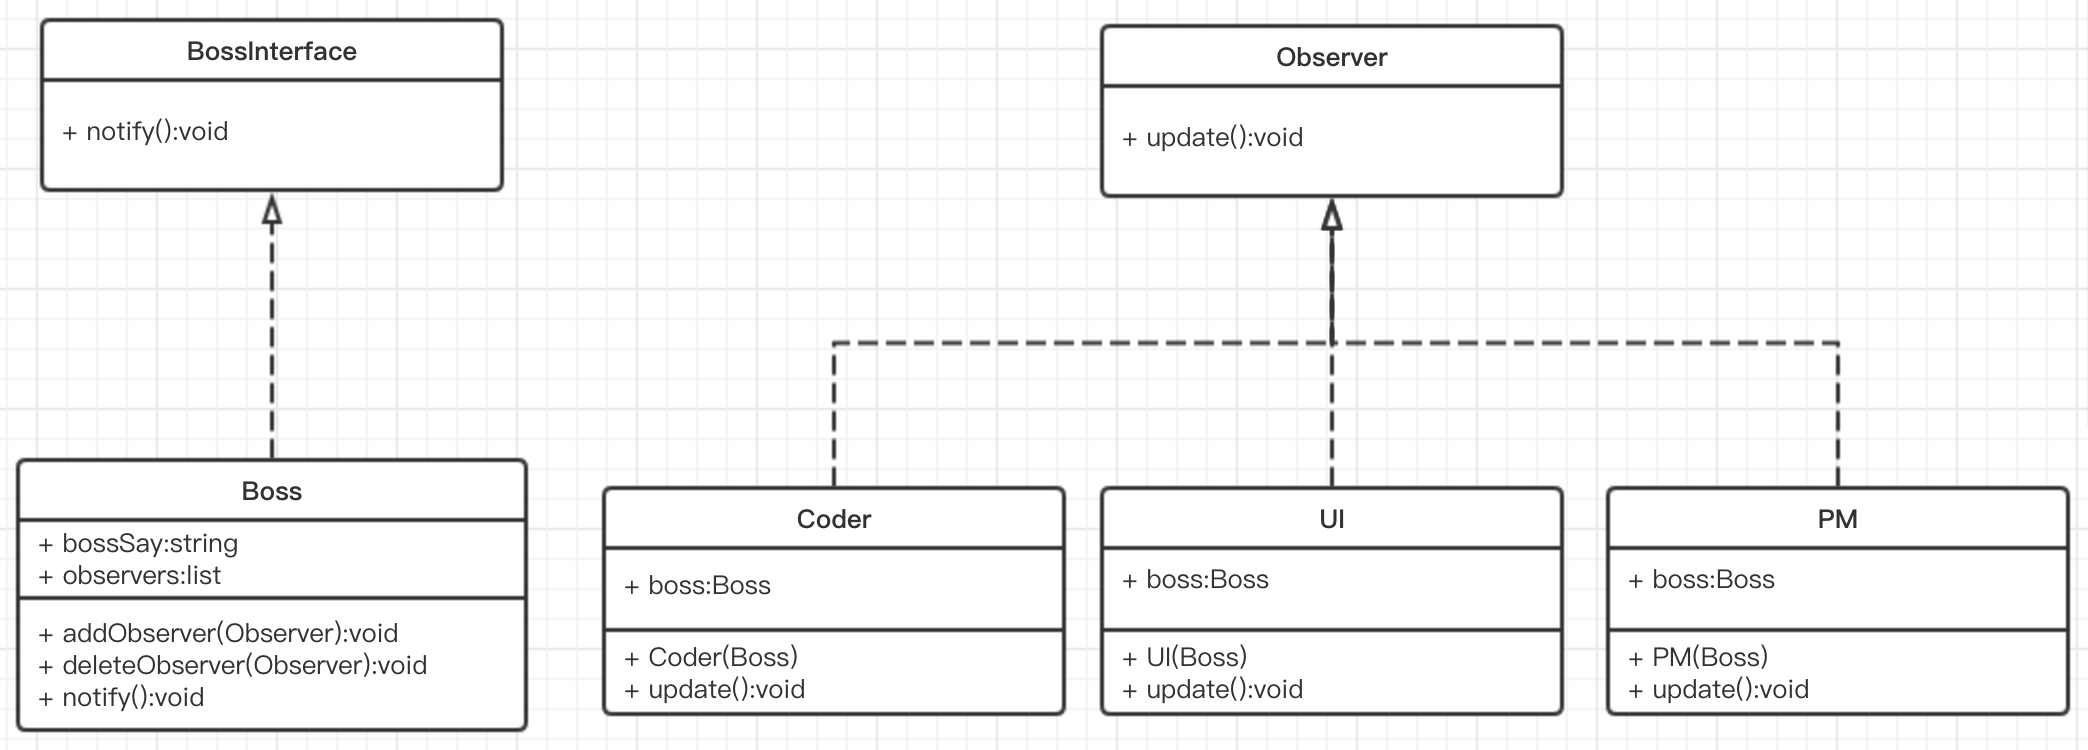 BossInterface
+ notify():void
Observer
+ update():void
Boss
+ bossSay:string
+ observers:list
+ addObserver(Observer):void
+ deleteObserver(Observer):void
+ notify():void
Coder
+ boss:Boss
+ Coder(Boss)
+ update():void
UI
+ boss:Boss
+ UI(Boss)
+ update():void
PM
+ boss:Boss
+ PM(Boss)
+ update():void